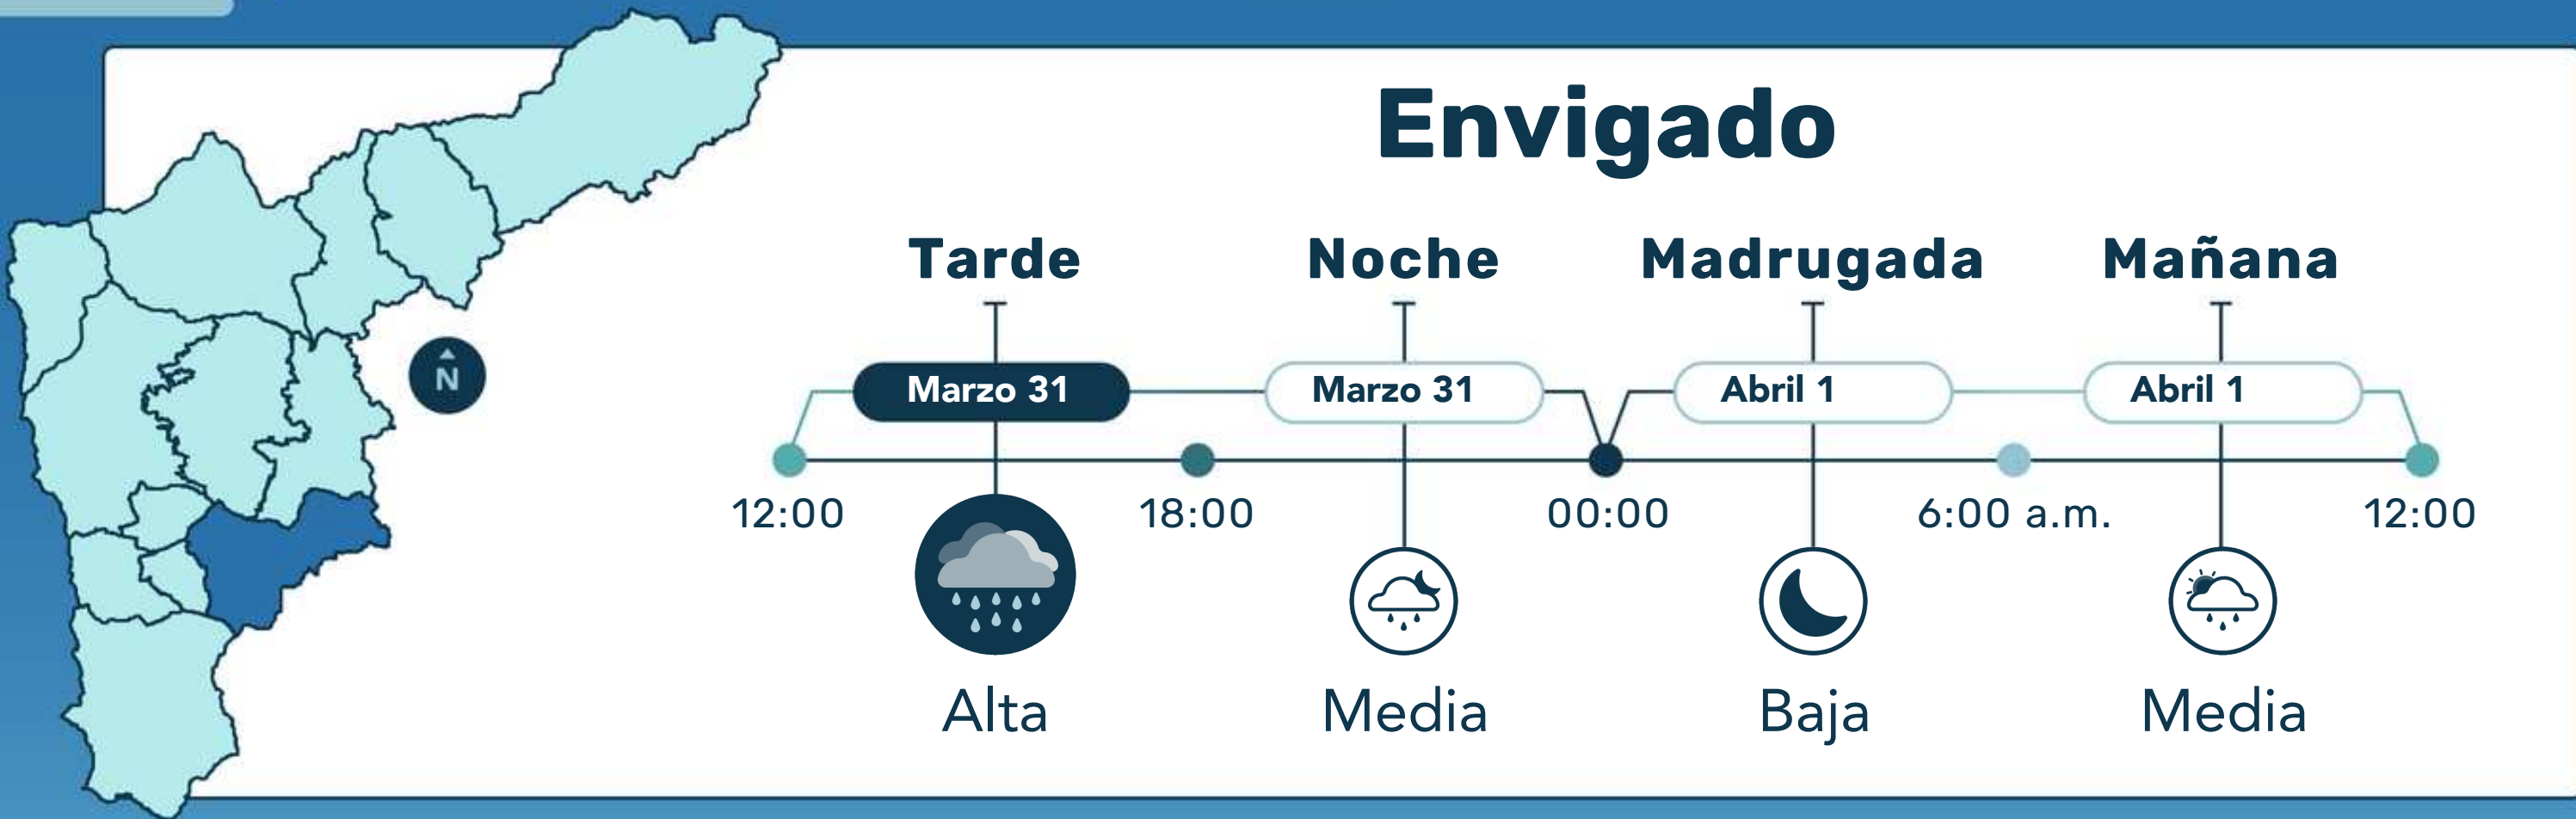 Envigado
Tarde Noche Madrugada Mañana
Marzo 31 Marzo 31 Abril 1 Abril 1
N
12:00 18:00 00:00 6:00 a.m. 12:00
Alta Media Baja Media